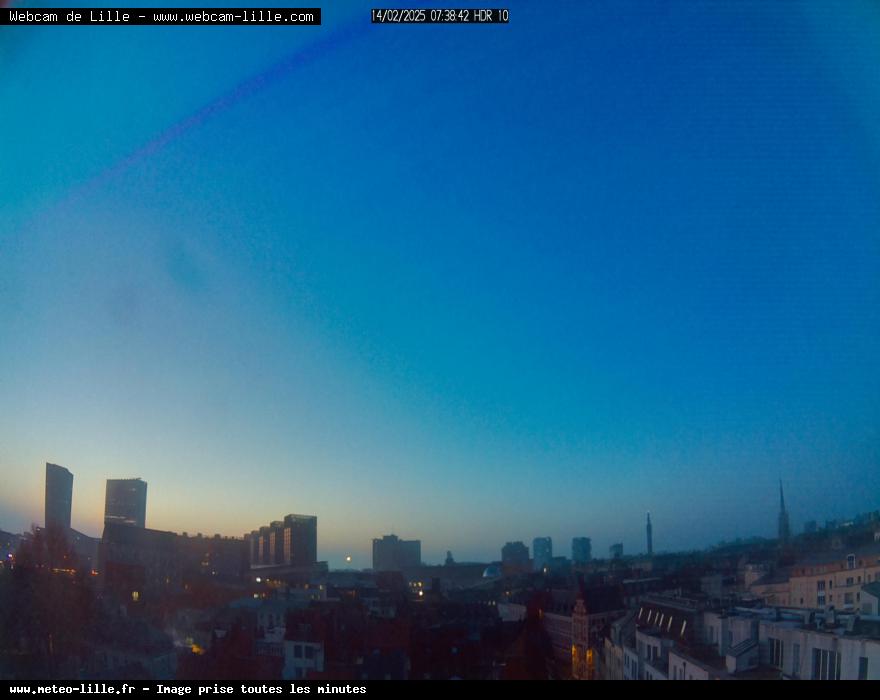 Webcam de Lille - www.webcam-lille.com
14/02/2025 07:38:42 HDR 10
www.meteo-lille.fr - Image prise toutes les minutes